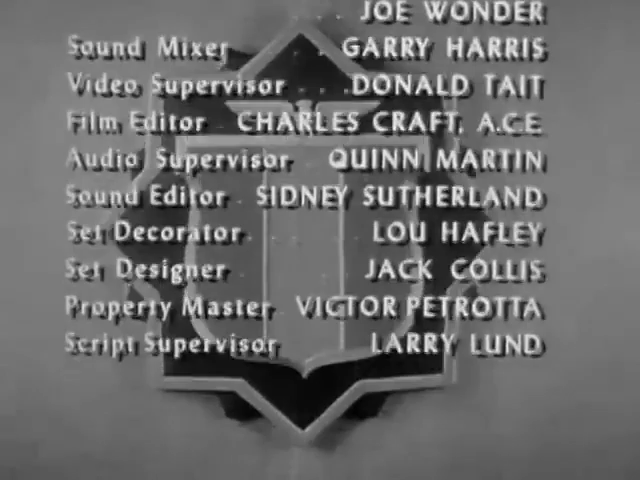 JOE WONDER
Sound Mixer . . GARRY HARRIS
Video Supervisor . . . DONALD TAIT
Film Editor CHARLES CRAFT, A.C.E.
Audio Supervisor QUINN MARTIN
Sound Editor . SIDNEY SUTHERLAND
Set Decorator . . . LOU HAFLEY
Set Designer JACK COLLIS
Property Master VICTOR PETROTTA
Script Supervisor LARRY LUND